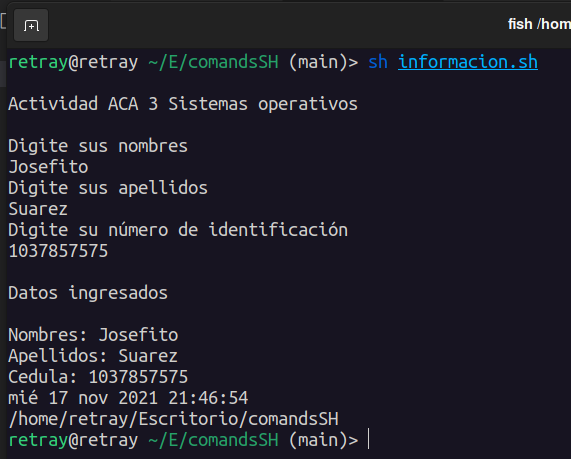 fish /hom
retray@retray ~/E/comandsSH (main)> sh informacion.sh
Actividad ACA 3 Sistemas operativos
Digite sus nombres
Josefito
Digite sus apellidos
Suarez
Digite su número de identificación
1037857575
Datos ingresados
Nombres: Josefito
Apellidos: Suarez
Cedula: 1037857575
mié 17 nov 2021 21:46:54
/home/retray/Escritorio/comandsSH
retray@retray ~/E/comandsSH (main)>